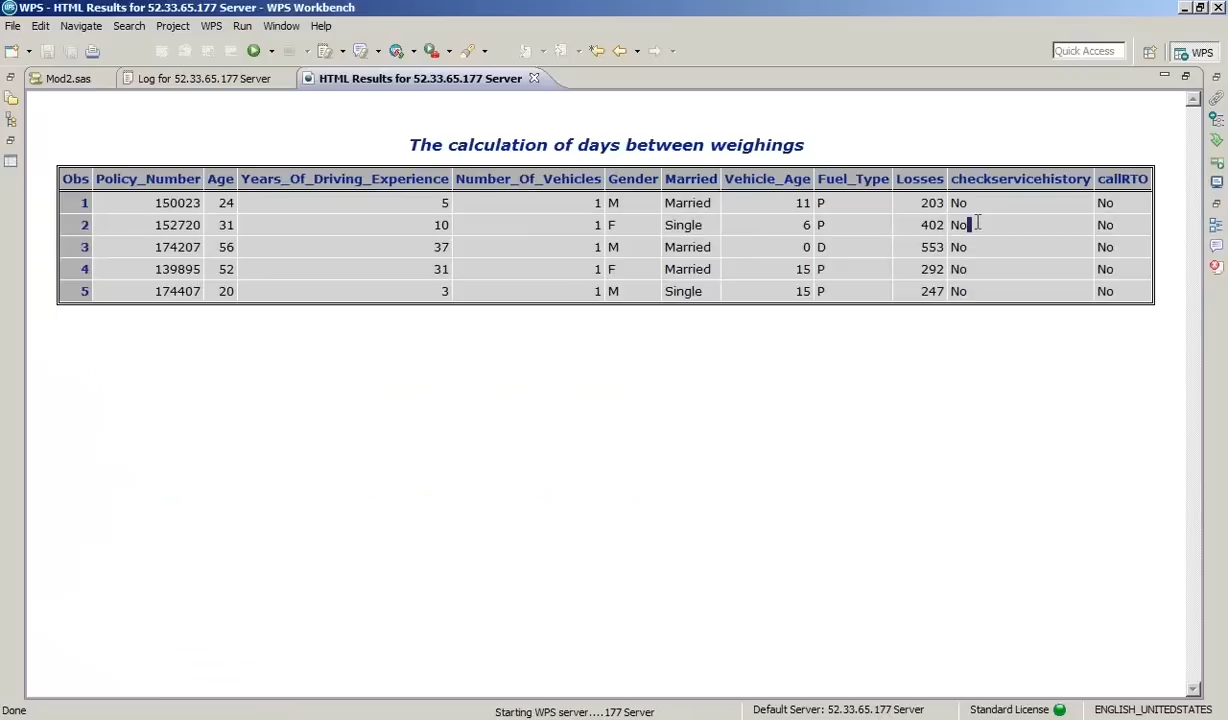 WPS - HTML Results for 52.33.65.177 Server - WPS Workbench
File Edit Navigate Search Project WPS Run Window Help
Quick Access WPS
Mod2.sas Log for 52.33.65.177 Server HTML Results for 52.33.65.177 Server
The calculation of days between weighings
Obs Policy_Number Age Years_Of_Driving_Experience Number_Of_Vehicles Gender Married Vehicle_Age Fuel_Type Losses checkservicehistory callRTO
1 150023 24 5 1 M Married 11 P 203 No No
2 152720 31 10 1 F Single 6 P 402 No No
3 174207 56 37 1 M Married 0 D 553 No No
4 139895 52 31 1 F Married 15 P 292 No No
5 174407 20 3 1 M Single 15 P 247 No No
Done Starting WPS server....177 Server Default Server: 52.33.65.177 Server Standard License ENGLISH_UNITEDSTATES